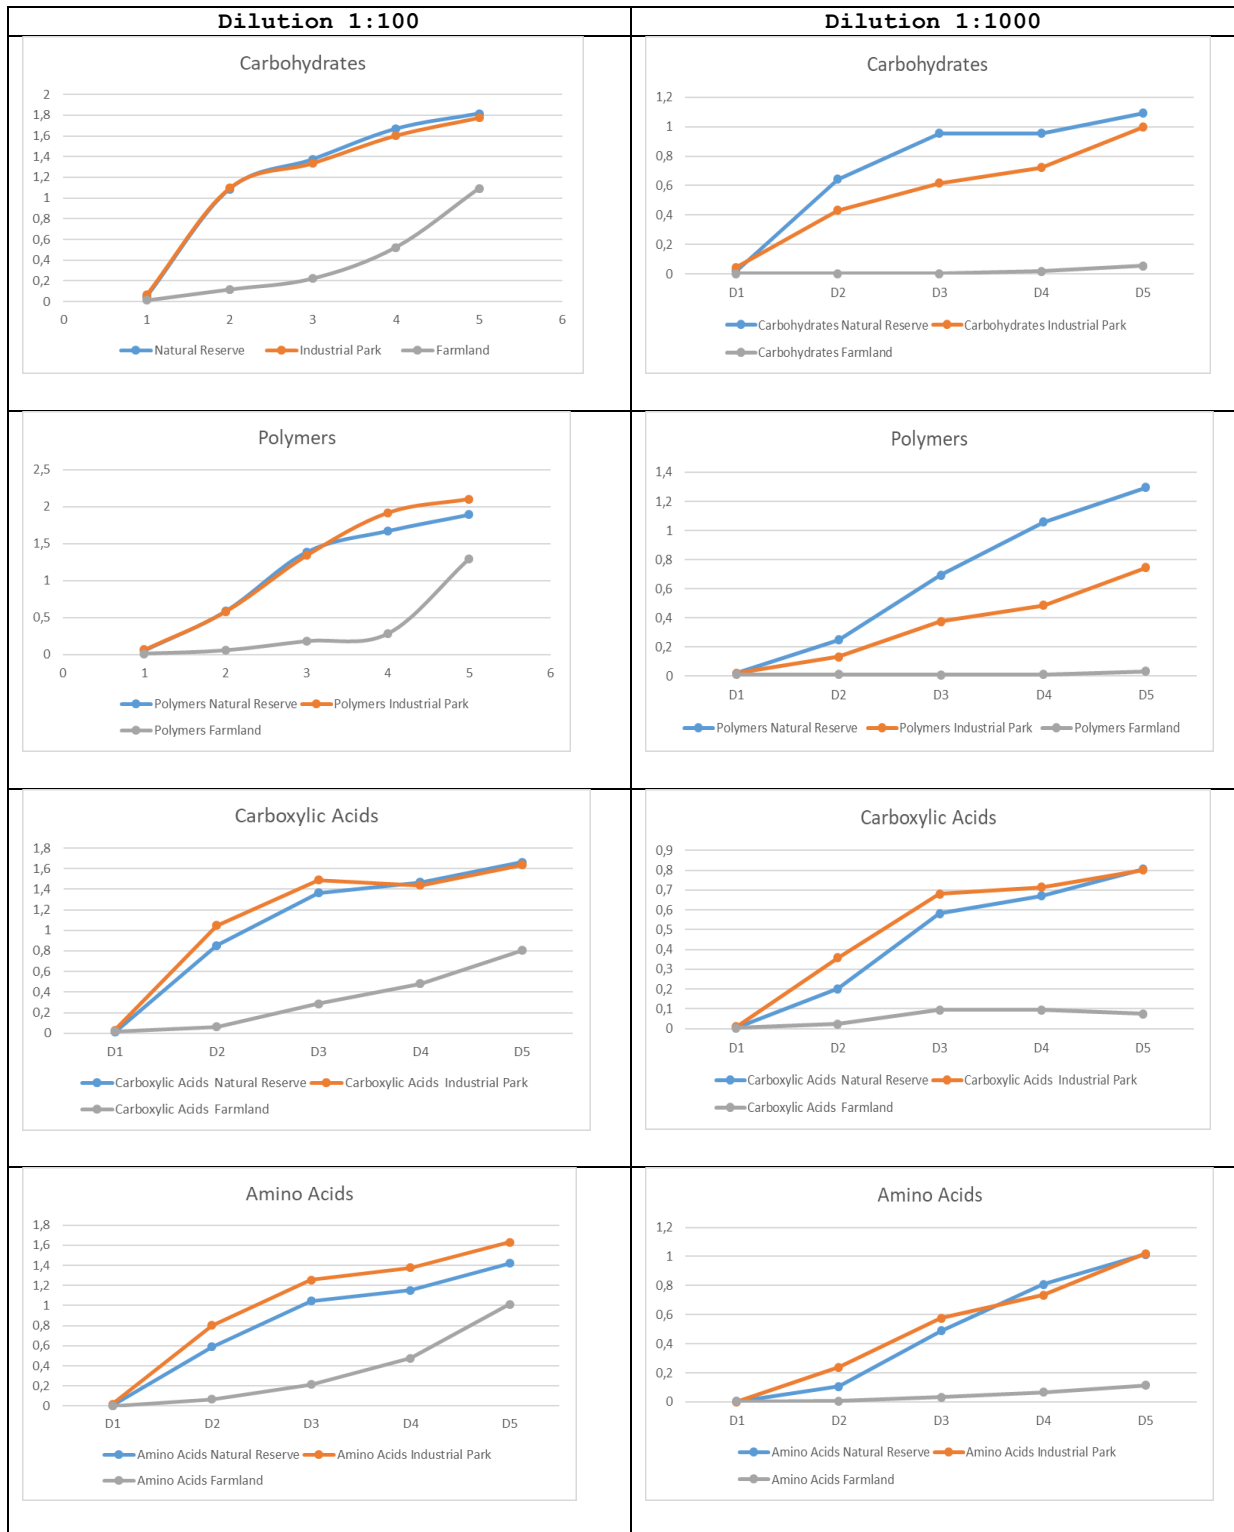 Dilution 1:100
Dilution 1:1000
Carbohydrates
2
1,8
1,6
1,4
1,2
1
0,8
0,6
0,4
0,2
0
0 1 2 3 4 5 6
Natural Reserve Industrial Park Farmland
Carbohydrates
1,2
1
0,8
0,6
0,4
0,2
0
D1 D2 D3 D4 D5
Carbohydrates Natural Reserve Carbohydrates Industrial Park
Carbohydrates Farmland
Polymers
2,5
2
1,5
1
0,5
0
0 1 2 3 4 5 6
Polymers Natural Reserve Polymers Industrial Park
Polymers Farmland
Polymers
1,4
1,2
1
0,8
0,6
0,4
0,2
0
D1 D2 D3 D4 D5
Polymers Natural Reserve Polymers Industrial Park Polymers Farmland
Carboxylic Acids
1,8
1,6
1,4
1,2
1
0,8
0,6
0,4
0,2
0
D1 D2 D3 D4 D5
Carboxylic Acids Natural Reserve Carboxylic Acids Industrial Park
Carboxylic Acids Farmland
Carboxylic Acids
0,9
0,8
0,7
0,6
0,5
0,4
0,3
0,2
0,1
0
D1 D2 D3 D4 D5
Carboxylic Acids Natural Reserve Carboxylic Acids Industrial Park
Carboxylic Acids Farmland
Amino Acids
1,8
1,6
1,4
1,2
1
0,8
0,6
0,4
0,2
0
D1 D2 D3 D4 D5
Amino Acids Natural Reserve Amino Acids Industrial Park
Amino Acids Farmland
Amino Acids
1,2
1
0,8
0,6
0,4
0,2
0
D1 D2 D3 D4 D5
Amino Acids Natural Reserve Amino Acids Industrial Park
Amino Acids Farmland